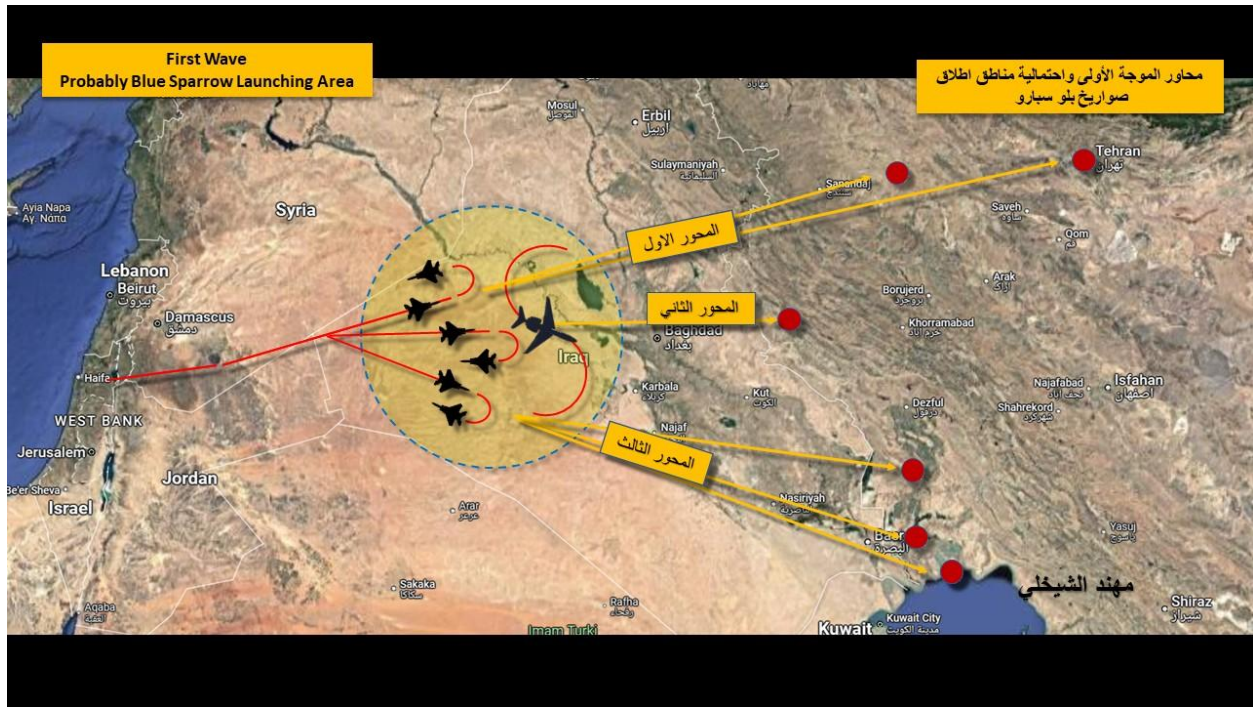 First Wave
Probably Blue Sparrow Launching Area
محاور الموجة الأولى واحتمالية مناطق اطلاق
صواريخ بلو سبارو
Mosul
الموصل
Erbil
أربيل
Tehran
تهران
Sulaymaniyah
السليمانية
Sanandaj
سنندج
Ayia Napa
Αγ. Νάπα
Syria
Saveh
ساوه
المحور الاول
Qom
قم
Lebanon
Beirut
بيروت
Arak
اراک
Borujerd
بروجرد
المحور الثاني
Damascus
دمشق
Khorramabad
خرم آباد
Baghdad
بغداد
Iraq
Haifa
Karbala
كربلاء
Kut
الكوت
Najafabad
نجف آباد
Isfahan
اصفهان
Dezful
دزفول
Shahrekord
شهرکرد
WEST BANK
Najaf
المحور الثالث
Jerusalem
Jordan
Be'er Sheva
Israel
Nasiriyah
الناصرية
Arar
عرعر
Yasuj
یاسوج
Basr
البصرة
Sakaka
سكاكا
مهند الشيخلي
Aqaba
العقبة
Rafha
رفحاء
Shiraz
شیراز
Kuwait
Kuwait City
مدينة الكويت
Imam Turki